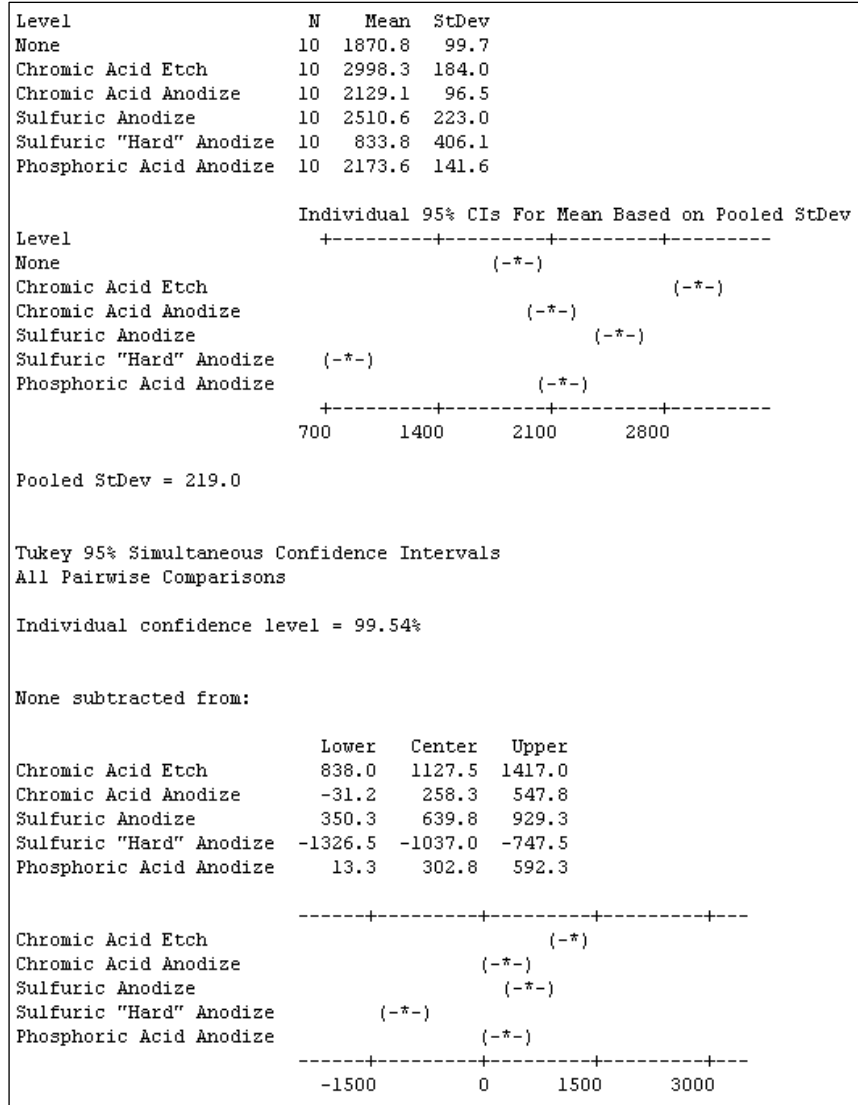 Level                        N    Mean  StDev
None                        10  1870.8   99.7
Chromic Acid Etch           10  2998.3  184.0
Chromic Acid Anodize        10  2129.1   96.5
Sulfuric Anodize            10  2510.6  223.0
Sulfuric "Hard" Anodize     10   833.8  406.1
Phosphoric Acid Anodize     10  2173.6  141.6
Individual 95% CIs For Mean Based on Pooled StDev
Level                       +---------+---------+---------+---------
None                                       (-*-)
Chromic Acid Etch                                          (-*-)
Chromic Acid Anodize                          (-*-)
Sulfuric Anodize                                    (-*-)
Sulfuric "Hard" Anodize     (-*-)
Phosphoric Acid Anodize                        (-*-)
+---------+---------+---------+---------
700      1400      2100      2800
Pooled StDev = 219.0
Tukey 95% Simultaneous Confidence Intervals
All Pairwise Comparisons
Individual confidence level = 99.54%
None subtracted from:
Lower   Center   Upper
Chromic Acid Etch          838.0   1127.5  1417.0
Chromic Acid Anodize       -31.2    258.3   547.8
Sulfuric Anodize           350.3    639.8   929.3
Sulfuric "Hard" Anodize  -1326.5  -1037.0  -747.5
Phosphoric Acid Anodize     13.3    302.8   592.3
------+---------+---------+---------+---
Chromic Acid Etch                              (-*)
Chromic Acid Anodize                     (-*-)
Sulfuric Anodize                           (-*-)
Sulfuric "Hard" Anodize         (-*-)
Phosphoric Acid Anodize                  (-*-)
------+---------+---------+---------+---
-1500         0      1500      3000